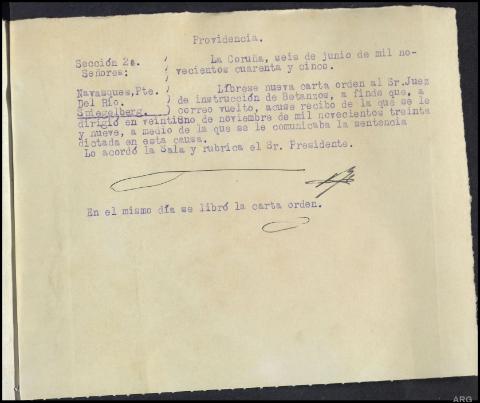 Providencia.
Sección 2ª.
Señores:
Navasques,Pte.
Del Río.
Spiegelberg.
La Coruña, seis de junio de mil no-
vecientos cuarenta y cinco.
Líbrese nueva carta orden al Sr.Juez
de instrucción de Betanzos, a finde que, a
correo vuelto, acuse recibo de la que se le
dirigió en veintiuno de noviembre de mil novecientos treinta
y nueve, a medio de la que se le comunicaba la sentencia
dictada en esta causa.
Lo acordó la Sala y rubrica el Sr. Presidente.
En el mismo día se libró la carta orden.
ARG